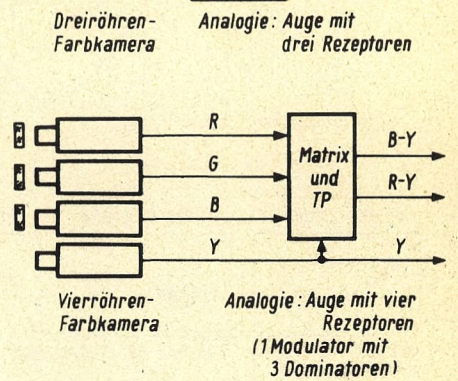 Dreiröhren-
Farbkamera
Analogie: Auge mit
drei Rezeptoren
R
G
B
Y
Matrix
und
TP
B-Y
R-Y
Y
Vierröhren-
Farbkamera
Analogie: Auge mit vier
Rezeptoren
(1 Modulator mit
3 Dominatoren)